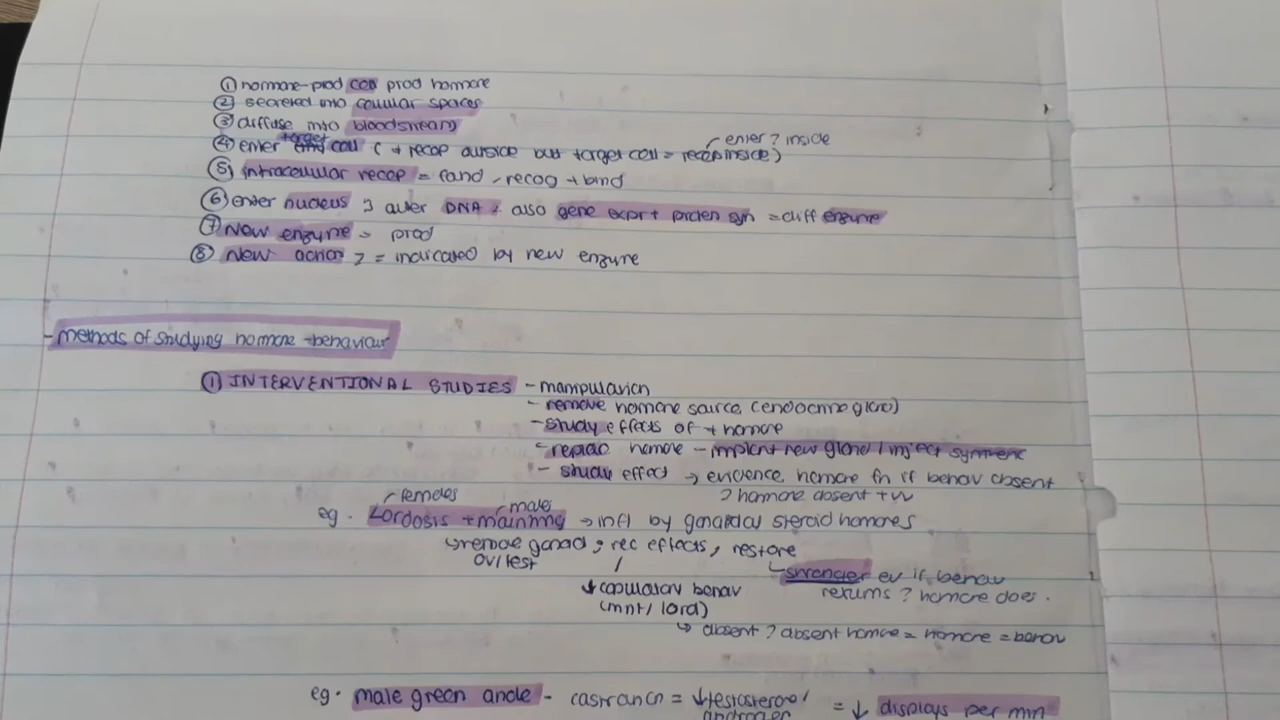 ① hormone-prod cell prod hormone
② secreted into cellular spaces
③ diffuse into bloodstream
④ enter target cell ( + recep outside but target cell = recep inside)
enter ? inside
⑤ intracellular recep = (and , recog + bind
⑥ enter nucleus ; alter DNA : also gene expr + protein syn = diff enzyme
⑦ New enzyme = prod
⑧ New action ? = indicated by new enzyme
- methods of studying hormone - behaviour
① INTERVENTIONAL STUDIES - manipulation
- remove hormone source (endocrine gland)
- study effects of + hormone
- replac hormone - implant new gland / inject synthetic
- study effect → evidence hormone fn if behav absent
? hormone absent + vv
females
males
eg. Lordosis + mounting → infl by gonadal steroid hormones
↳ remove gonad , rec effects , restore
ov/test
↳ stronger ev if behav
returns ? hormone does .
↓ copulation behav
(mnt / lord)
↳ absent ? absent hormone = hormone = behav
eg. male green anole - castration = ↓ testosterone /
androgen
= ↓ displays per min